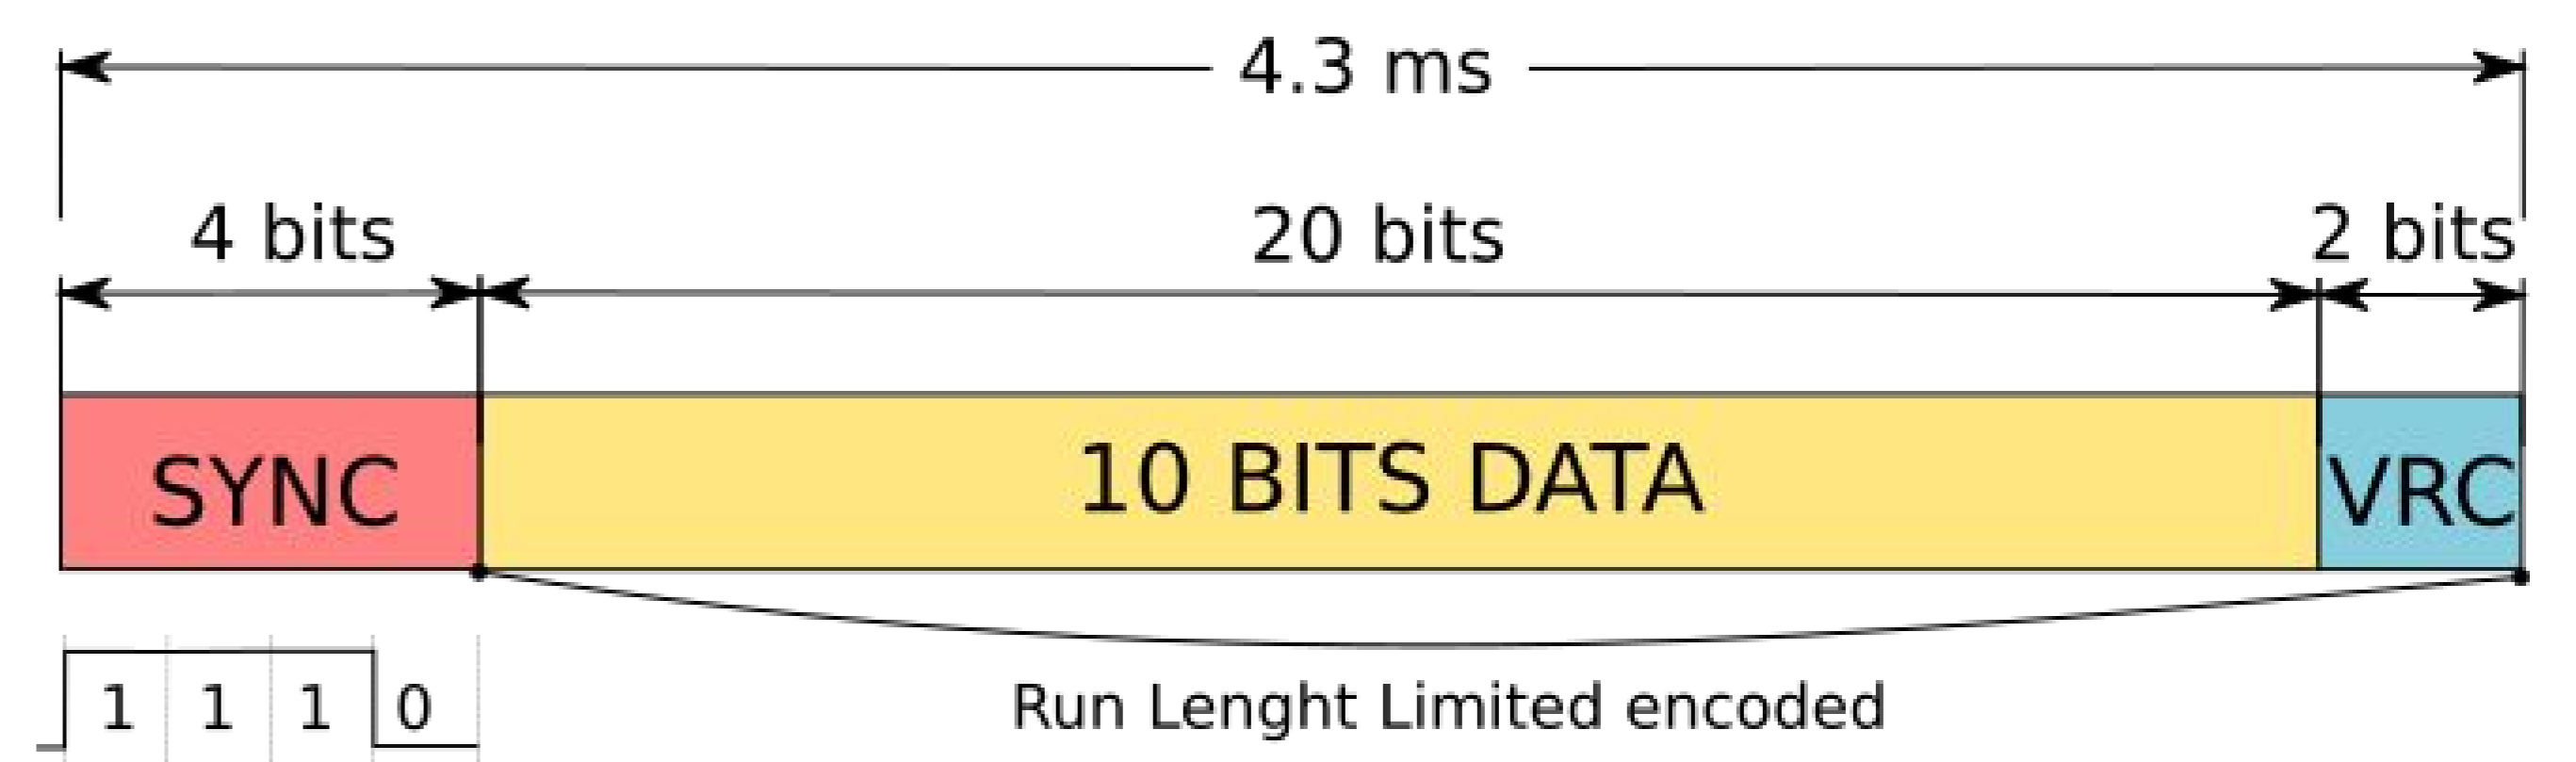 4.3 ms
4 bits
20 bits
2 bits
SYNC
10 BITS DATA
VRC
1 1 1 0
Run Lenght Limited encoded